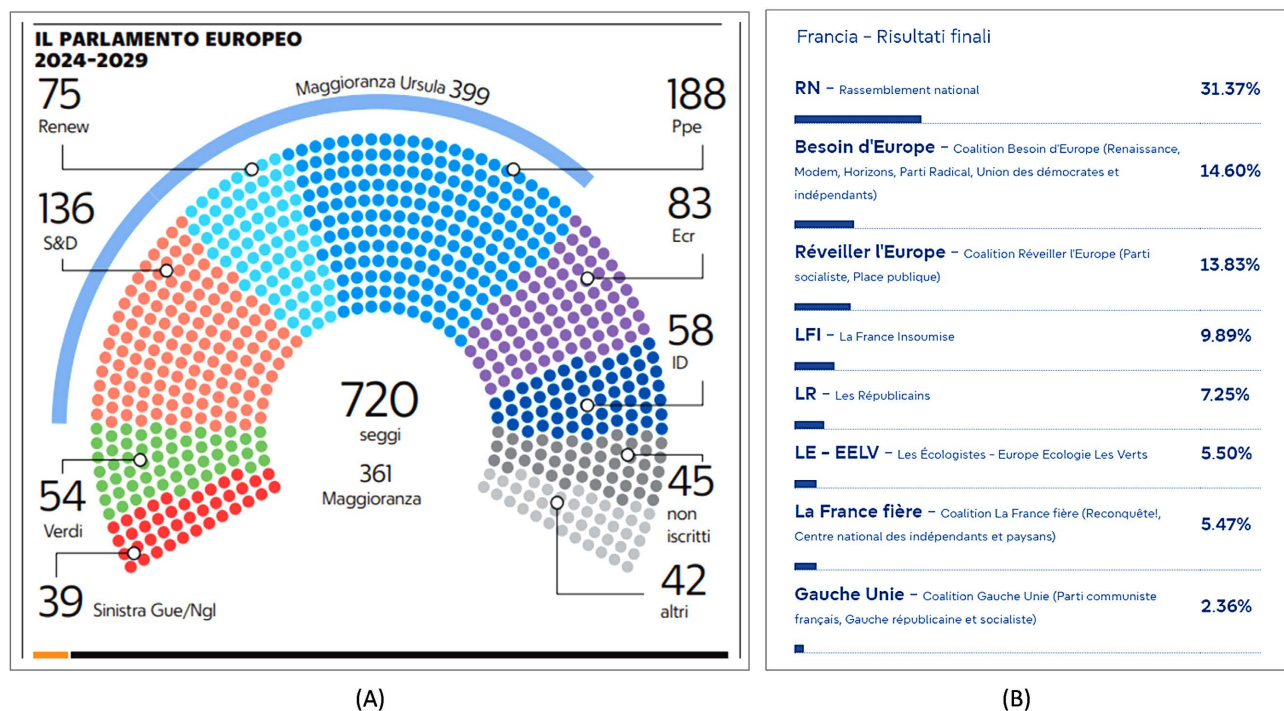 IL PARLAMENTO EUROPEO
2024-2029
75
Renew
Maggioranza Ursula 399
188
Ppe
136
S&D
83
Ecr
58
ID
720
seggi
361
Maggioranza
54
Verdi
45
non
iscritti
39 Sinistra Gue/Ngl
42
altri
(A)
Francia – Risultati finali
RN – Rassemblement national 31.37%
Besoin d'Europe – Coalition Besoin d'Europe (Renaissance,
Modem, Horizons, Parti Radical, Union des démocrates et 14.60%
indépendants)
Réveiller l'Europe – Coalition Réveiller l'Europe (Parti
socialiste, Place publique) 13.83%
LFI – La France Insoumise 9.89%
LR – Les Républicains 7.25%
LE – EELV – Les Écologistes - Europe Ecologie Les Verts 5.50%
La France fière – Coalition La France fière (Reconquête!,
Centre national des indépendants et paysans) 5.47%
Gauche Unie – Coalition Gauche Unie (Parti communiste
français, Gauche républicaine et socialiste) 2.36%
(B)